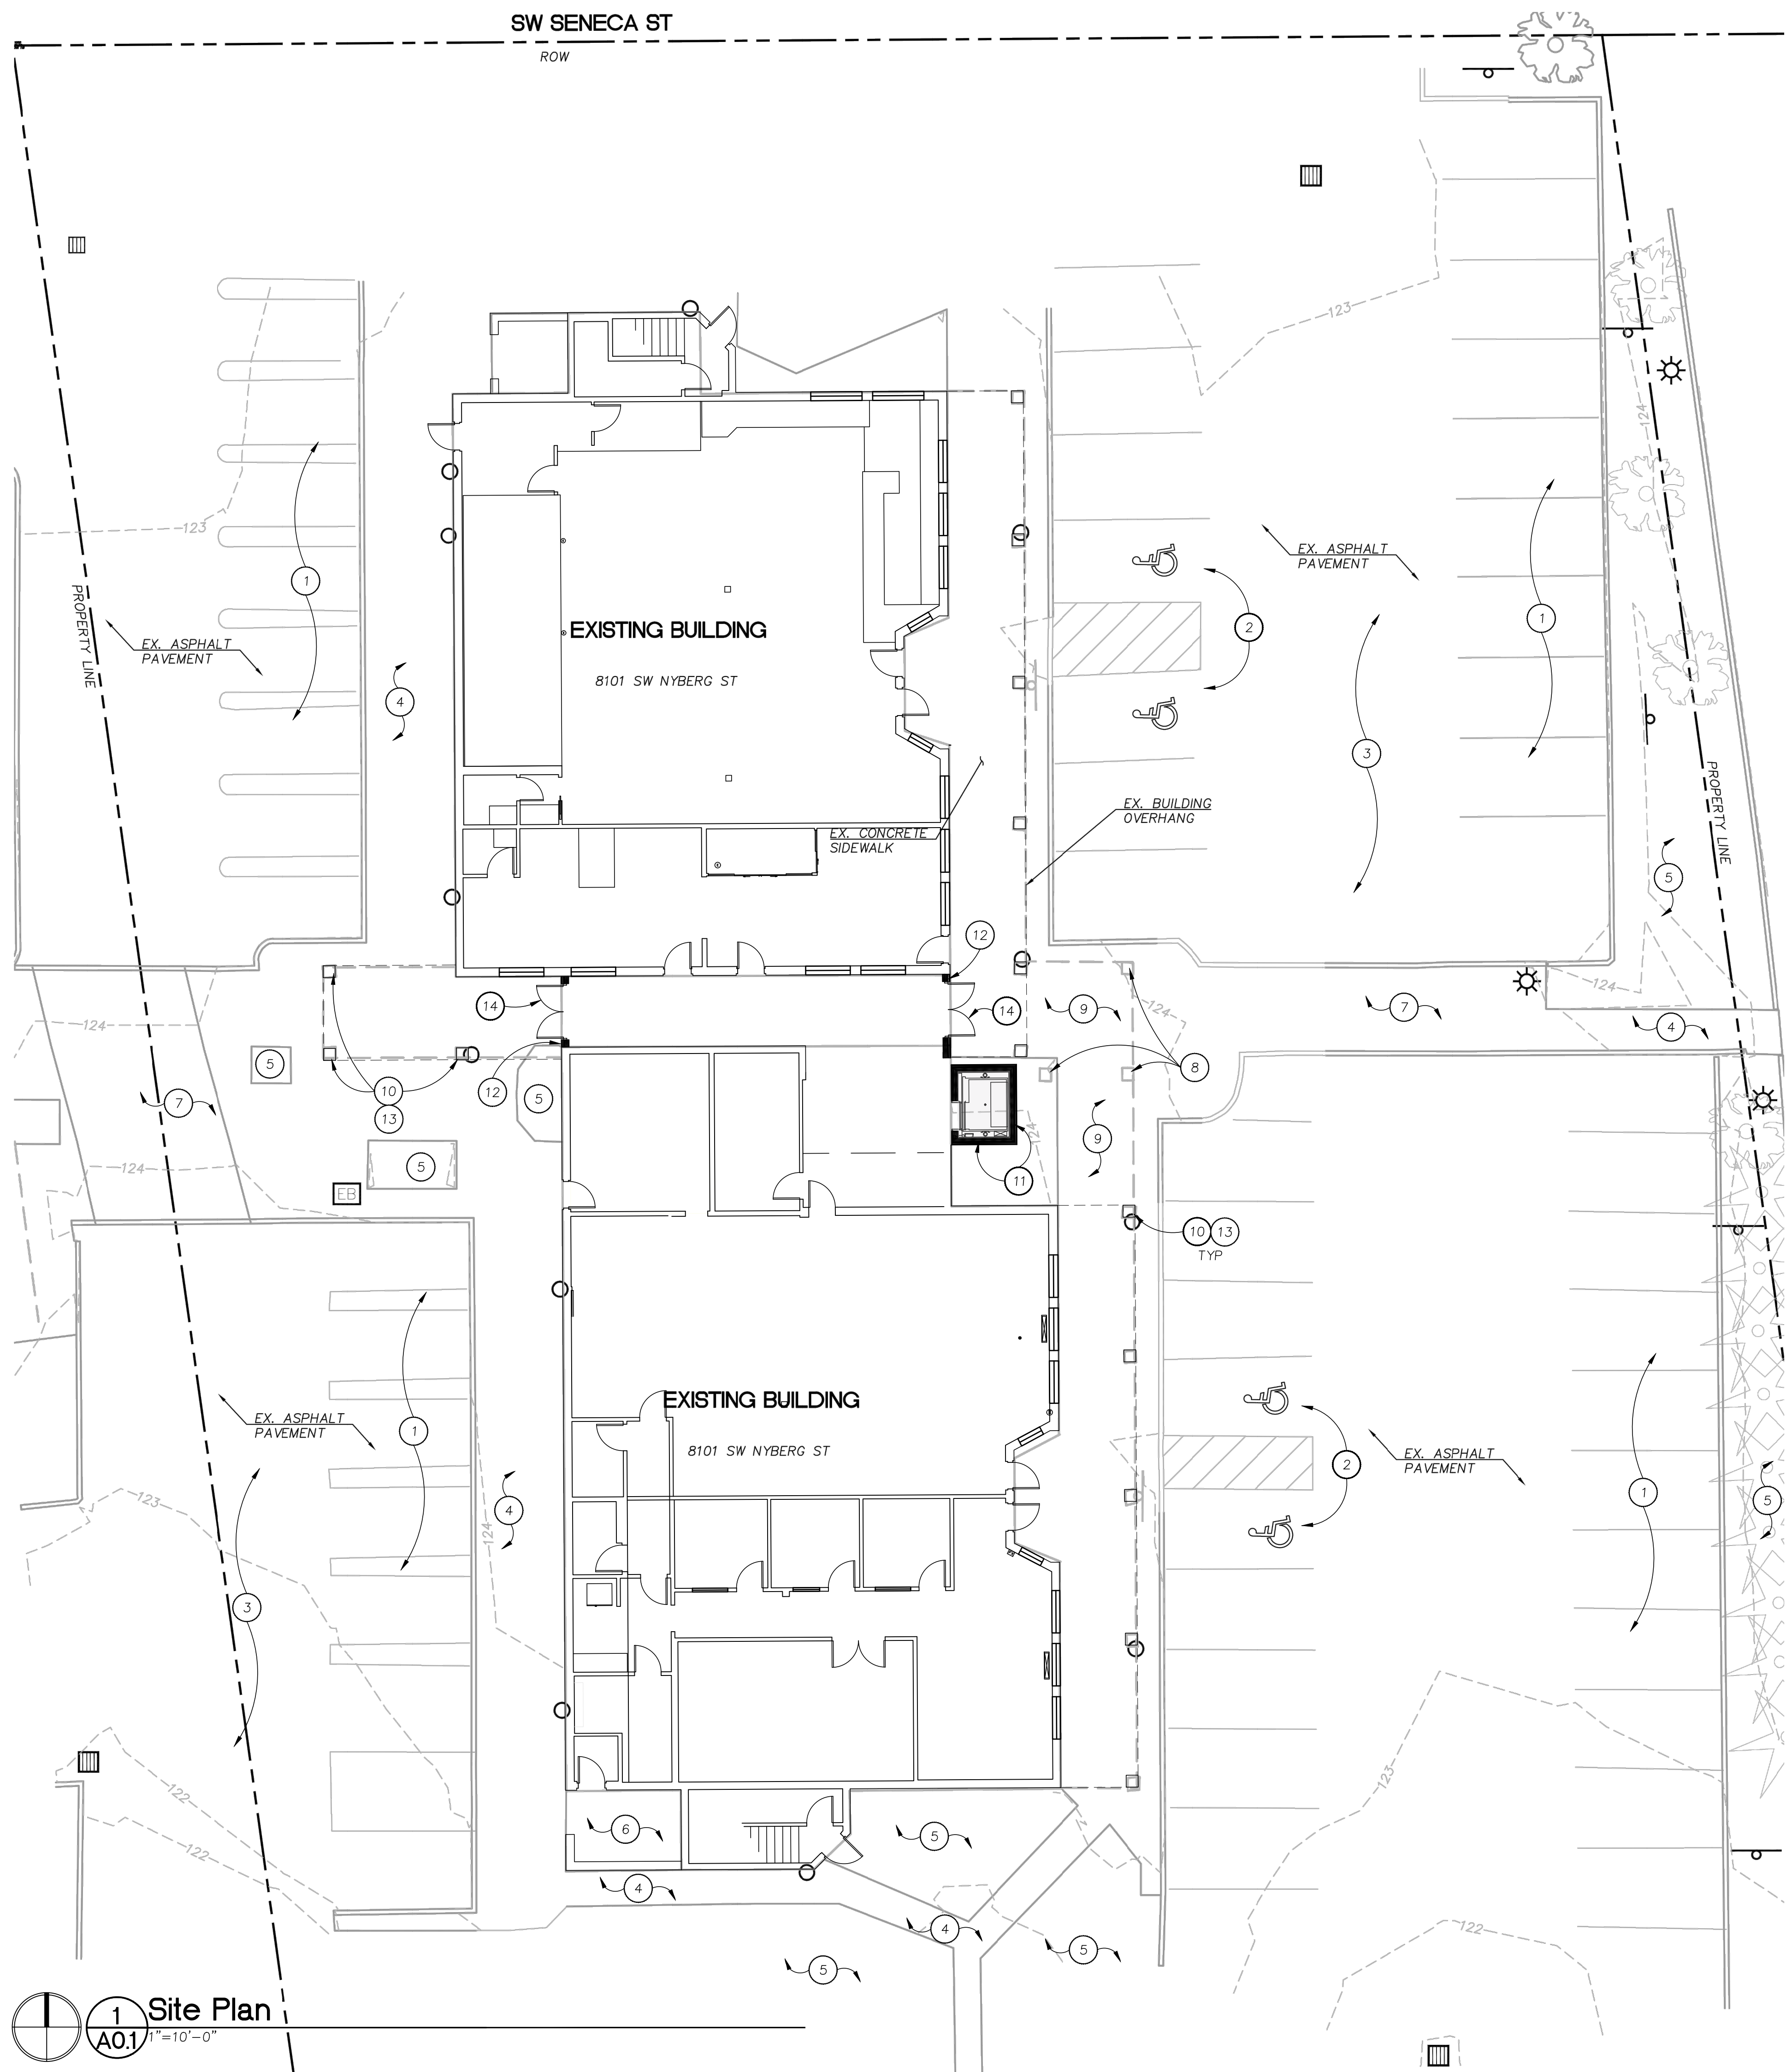 SW SENECA ST
ROW
123
124
123
1
EX. ASPHALT
PAVEMENT
PROPERTY LINE
EX. ASPHALT
PAVEMENT
EXISTING BUILDING
8101 SW NYBERG ST
2
1
4
3
PROPERTY LINE
EX. BUILDING
OVERHANG
EX. CONCRETE
SIDEWALK
5
12
124
14
14
9
124
7
4
124
5
5
12
10
13
8
7
124
5
EB
11
124
9
10
13
TYP
EXISTING BUILDING
8101 SW NYBERG ST
EX. ASPHALT
PAVEMENT
1
2
EX. ASPHALT
PAVEMENT
1
5
123
4
124
3
122
122
123
6
5
4
4
5
5
122
1
A0.1
Site Plan
1"=10'-0"